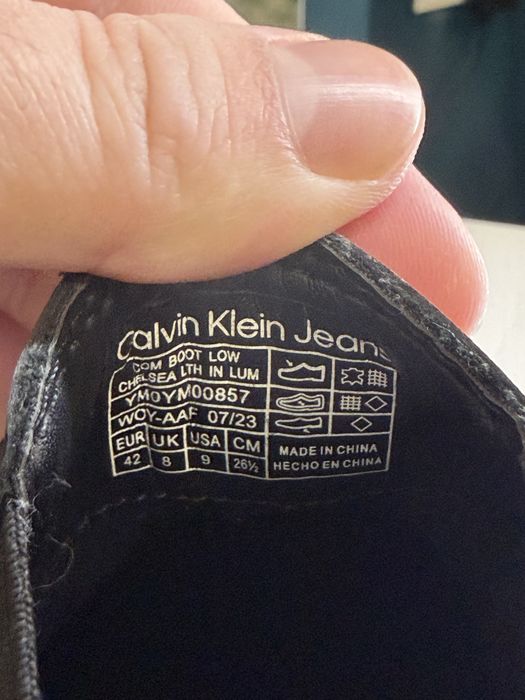 Calvin Klein Jeans
COM BOOT LOW
CHELSEA LTH IN LUM
YM0YM00857
W0Y-AAF 07/23
EUR UK USA CM
42 8 9 26½
MADE IN CHINA
HECHO EN CHINA